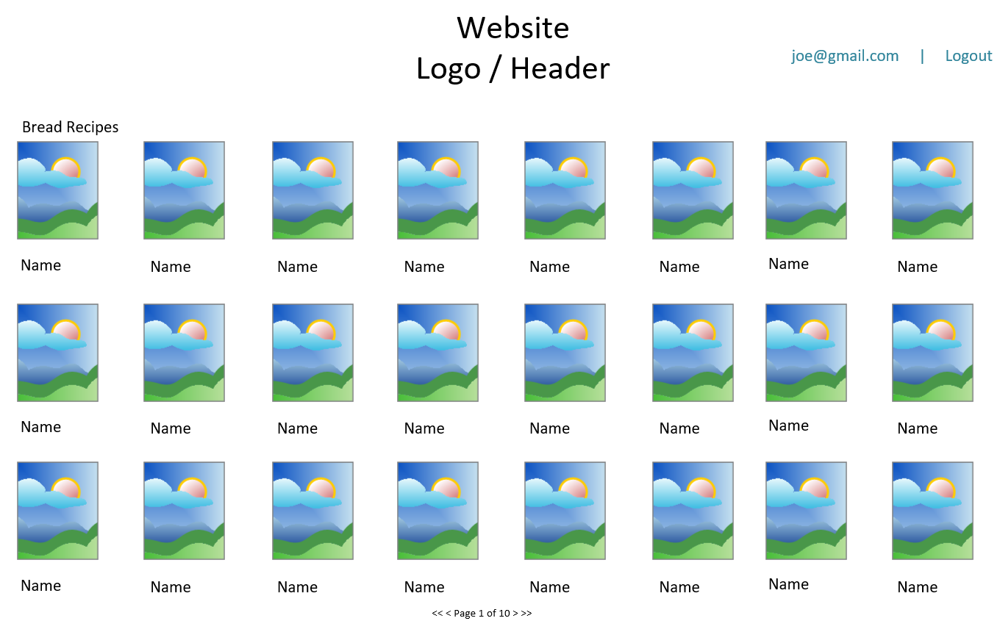 Website
Logo / Header
joe@gmail.com | Logout
Bread Recipes
Name Name Name Name Name Name Name Name
Name Name Name Name Name Name Name Name
Name Name Name Name Name Name Name Name
<< < Page 1 of 10 > >>